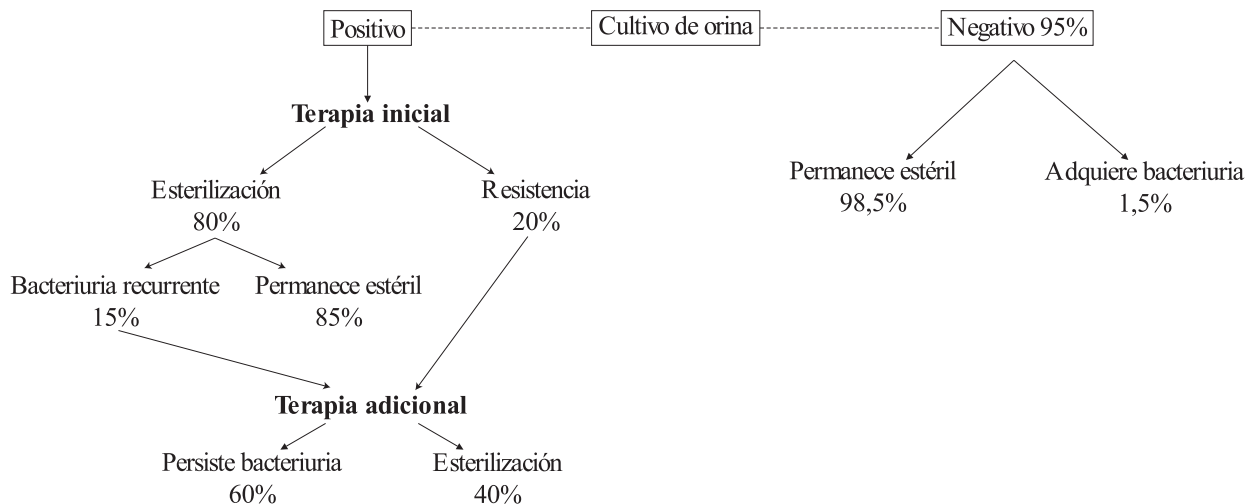 Positivo
Cultivo de orina
Negativo 95%
Terapia inicial
Esterilización
80%
Resistencia
20%
Permanece estéril
98,5%
Adquiere bacteriuria
1,5%
Bacteriuria recurrente
15%
Permanece estéril
85%
Terapia adicional
Persiste bacteriuria
60%
Esterilización
40%